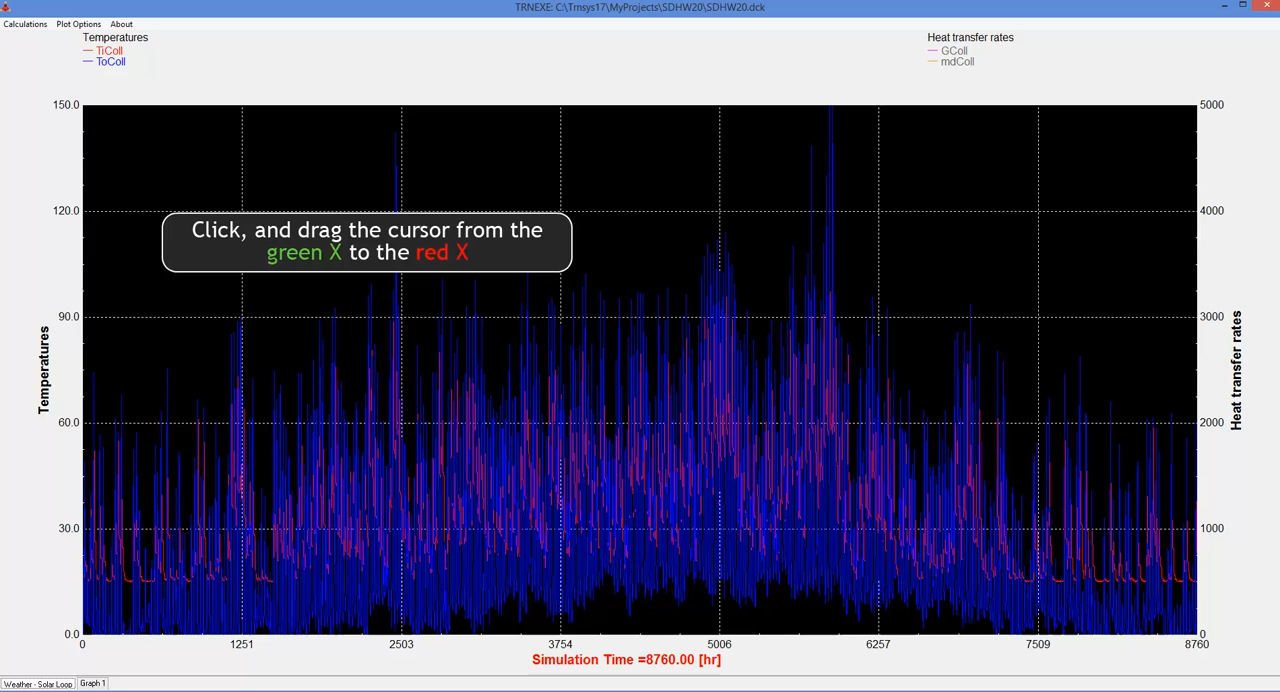 TRNEXE: C:\Trnsys17\MyProjects\SDHW20\SDHW20.dck
Calculations Plot Options About
Temperatures
TiColl
ToColl
Heat transfer rates
GColl
mdColl
150.0
120.0
90.0
60.0
30.0
0.0
Temperatures
Click, and drag the cursor from the
green X to the red X
5000
4000
3000
2000
1000
0
Heat transfer rates
0 1251 2503 3754 5006 6257 7509 8760
Simulation Time =8760.00 [hr]
Weather - Solar Loop Graph 1